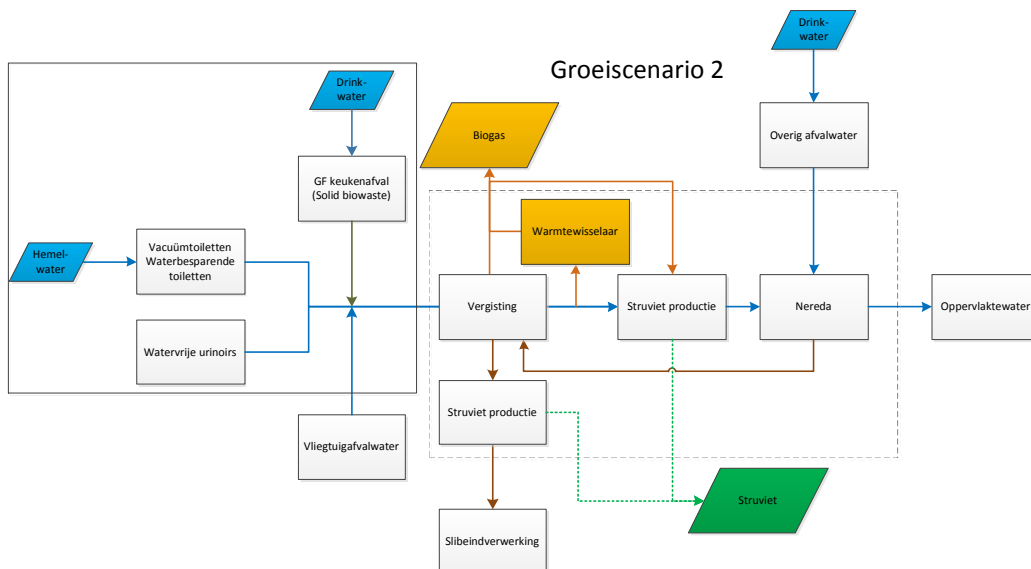 Drink-
water
Groeiscenario 2
Drink-
water
Biogas
Overig afvalwater
GF keukenafval
(Solid biowaste)
Warmtewisselaar
Hemel-
water
Vacuümtoiletten
Waterbesparende
toiletten
Vergisting
Struviet productie
Nereda
Oppervlaktewater
Watervrije urinoirs
Struviet productie
Vliegtuigafvalwater
Struviet
Slibeindverwerking